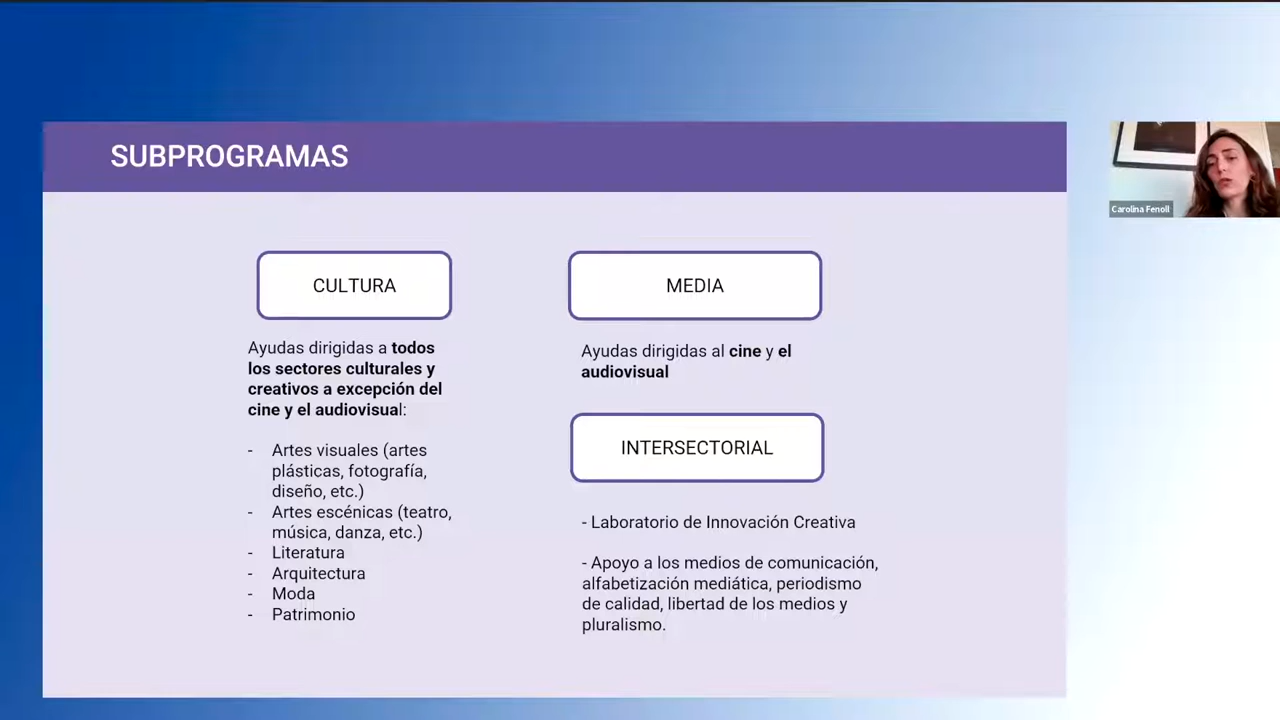 SUBPROGRAMAS
CULTURA
Ayudas dirigidas a todos
los sectores culturales y
creativos a excepción del
cine y el audiovisual:
- Artes visuales (artes
plásticas, fotografía,
diseño, etc.)
- Artes escénicas (teatro,
música, danza, etc.)
- Literatura
- Arquitectura
- Moda
- Patrimonio
MEDIA
Ayudas dirigidas al cine y el
audiovisual
INTERSECTORIAL
- Laboratorio de Innovación Creativa
- Apoyo a los medios de comunicación,
alfabetización mediática, periodismo
de calidad, libertad de los medios y
pluralismo.
Carolina Fenoll